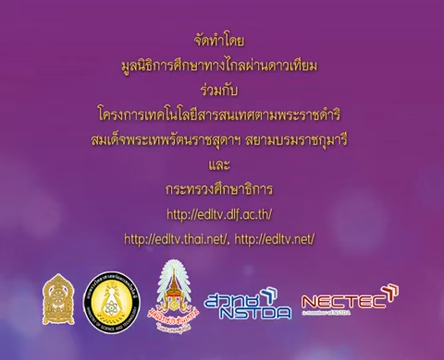 จัดทำโดย
มูลนิธิการศึกษาทางไกลผ่านดาวเทียม
ร่วมกับ
โครงการเทคโนโลยีสารสนเทศตามพระราชดำริ
สมเด็จพระเทพรัตนราชสุดาฯ สยามบรมราชกุมารี
และ
กระทรวงศึกษาธิการ
http://edltv.dlf.ac.th/
http://edltv.thai.net/, http://edltv.net/
สวทช
NSTDA
NECTEC
a member of NSTDA